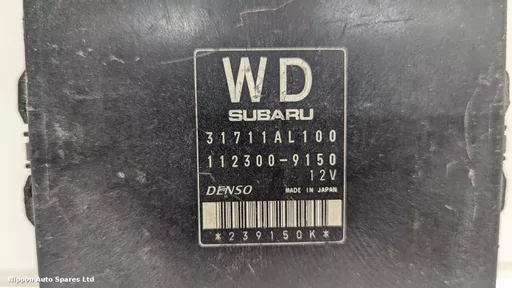 WD
SUBARU
31711AL100
112300-9150
12V
DENSO MADE IN JAPAN
*239150K*
Nippon Auto Spares Ltd